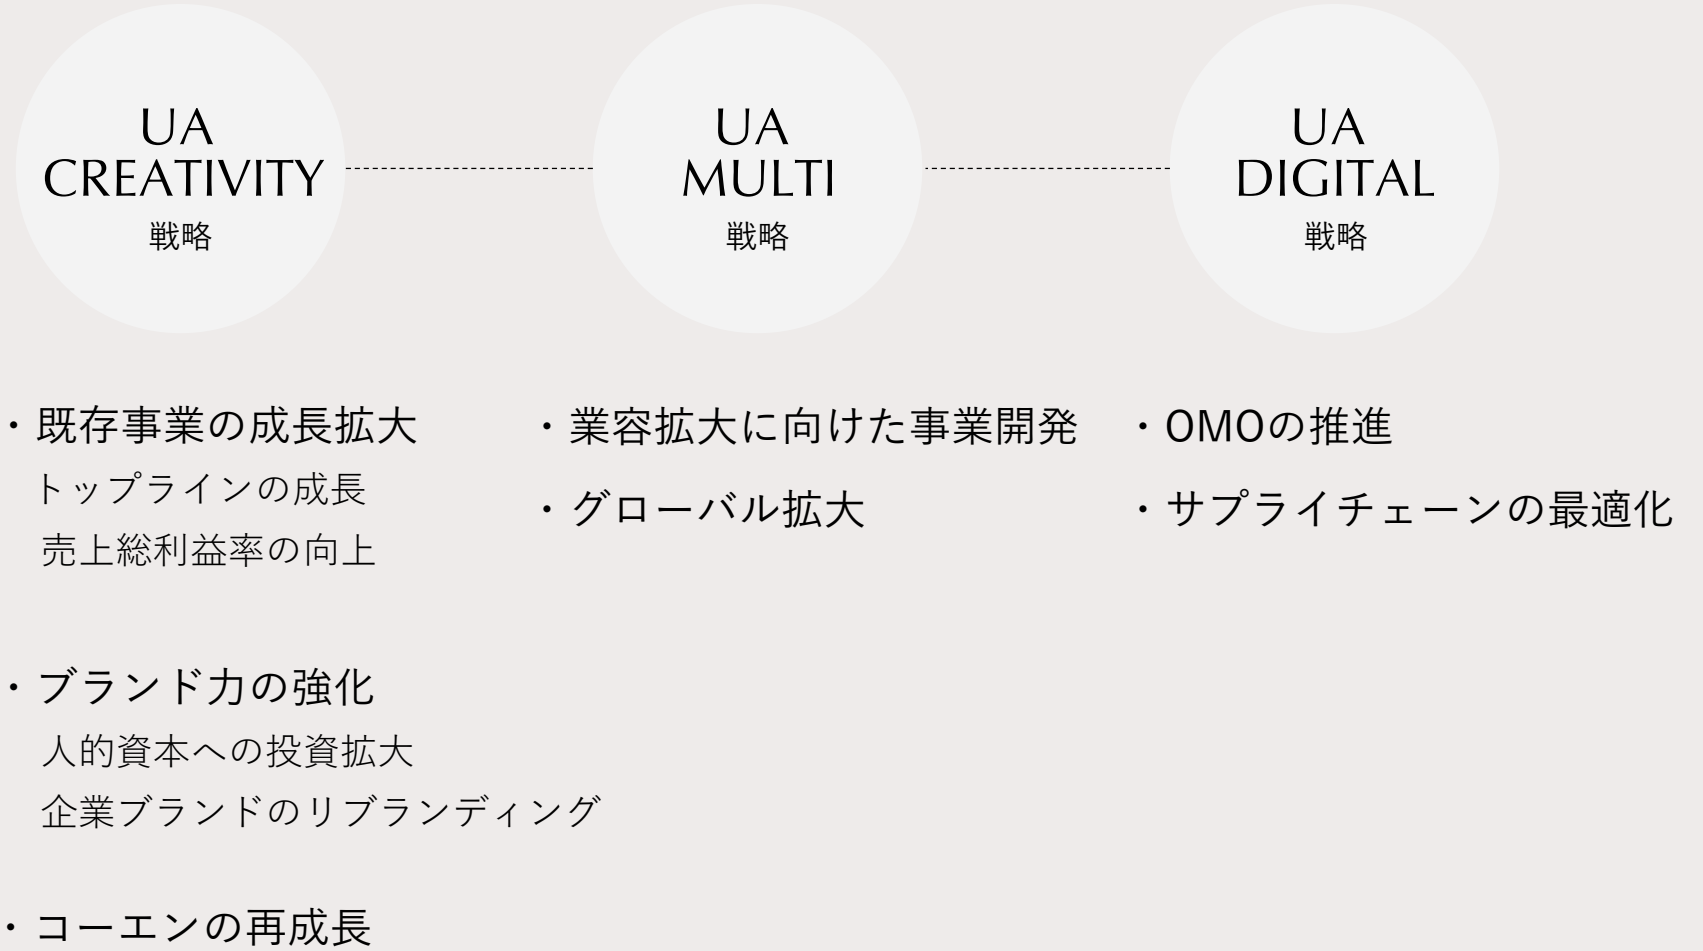 UA
CREATIVITY
戦略
UA
MULTI
戦略
UA
DIGITAL
戦略
・既存事業の成長拡大
トップラインの成長
売上総利益率の向上
・ブランド力の強化
人的資本への投資拡大
企業ブランドのリブランディング
・コーエンの再成長
・業容拡大に向けた事業開発
・グローバル拡大
・OMOの推進
・サプライチェーンの最適化